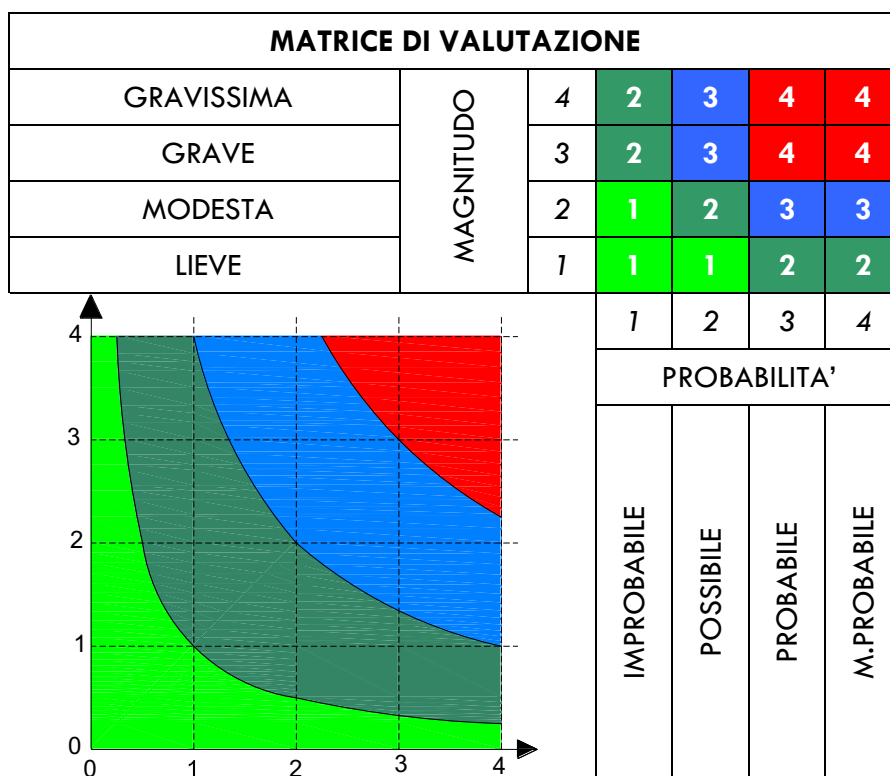 MATRICE DI VALUTAZIONE
GRAVISSIMA 4 2 3 4 4
GRAVE 3 2 3 4 4
MODESTA 2 1 2 3 3
LIEVE 1 1 1 2 2
MAGNITUDO
1 2 3 4
PROBABILITA’
IMPROBABILE
POSSIBILE
PROBABILE
M.PROBABILE
4
3
2
1
0
0 1 2 3 4